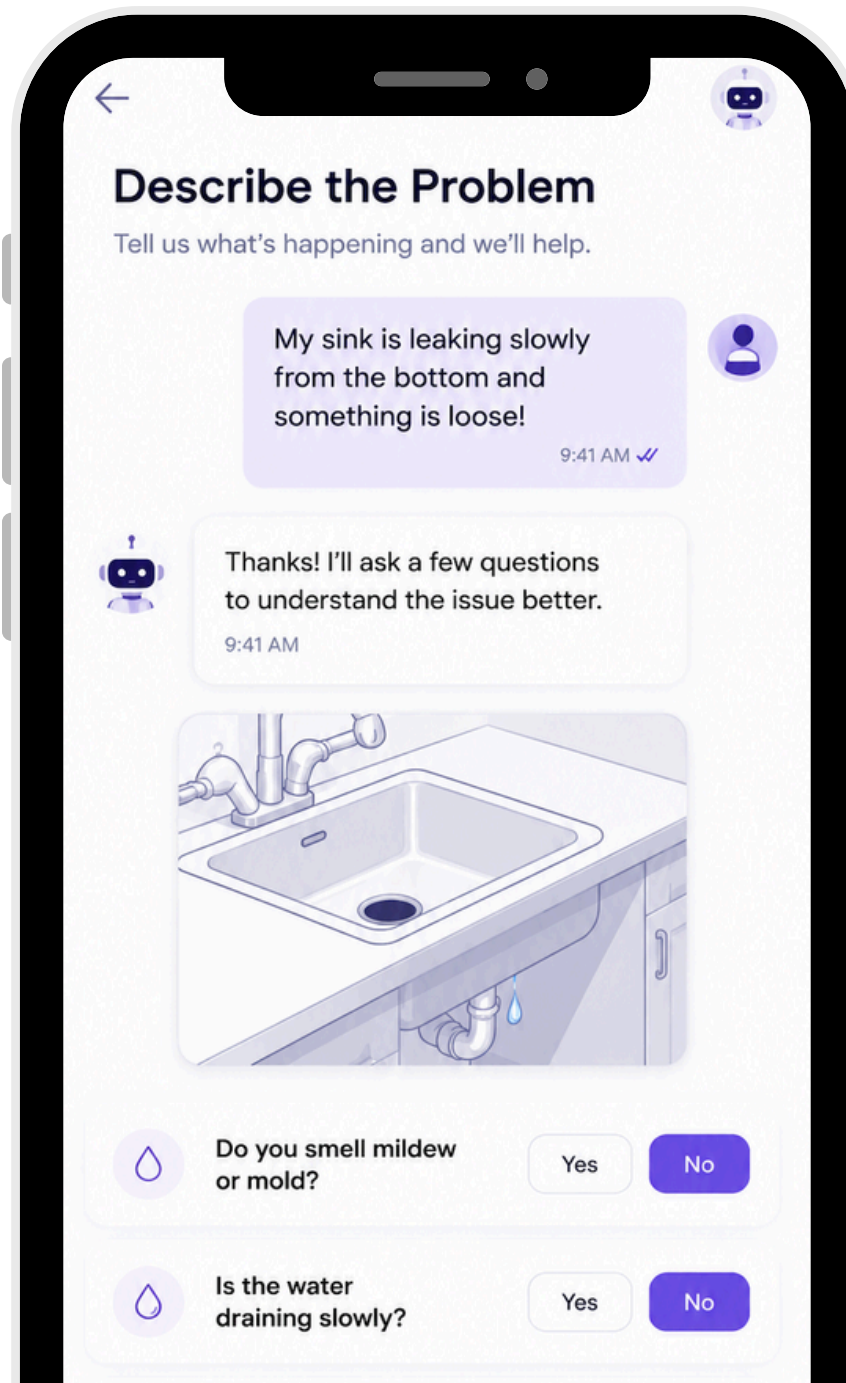 Describe the Problem
Tell us what's happening and we'll help.
My sink is leaking slowly
from the bottom and
something is loose!
9:41 AM
Thanks! I'll ask a few questions
to understand the issue better.
9:41 AM
Do you smell mildew
or mold?
Yes
No
Is the water
draining slowly?
Yes
No